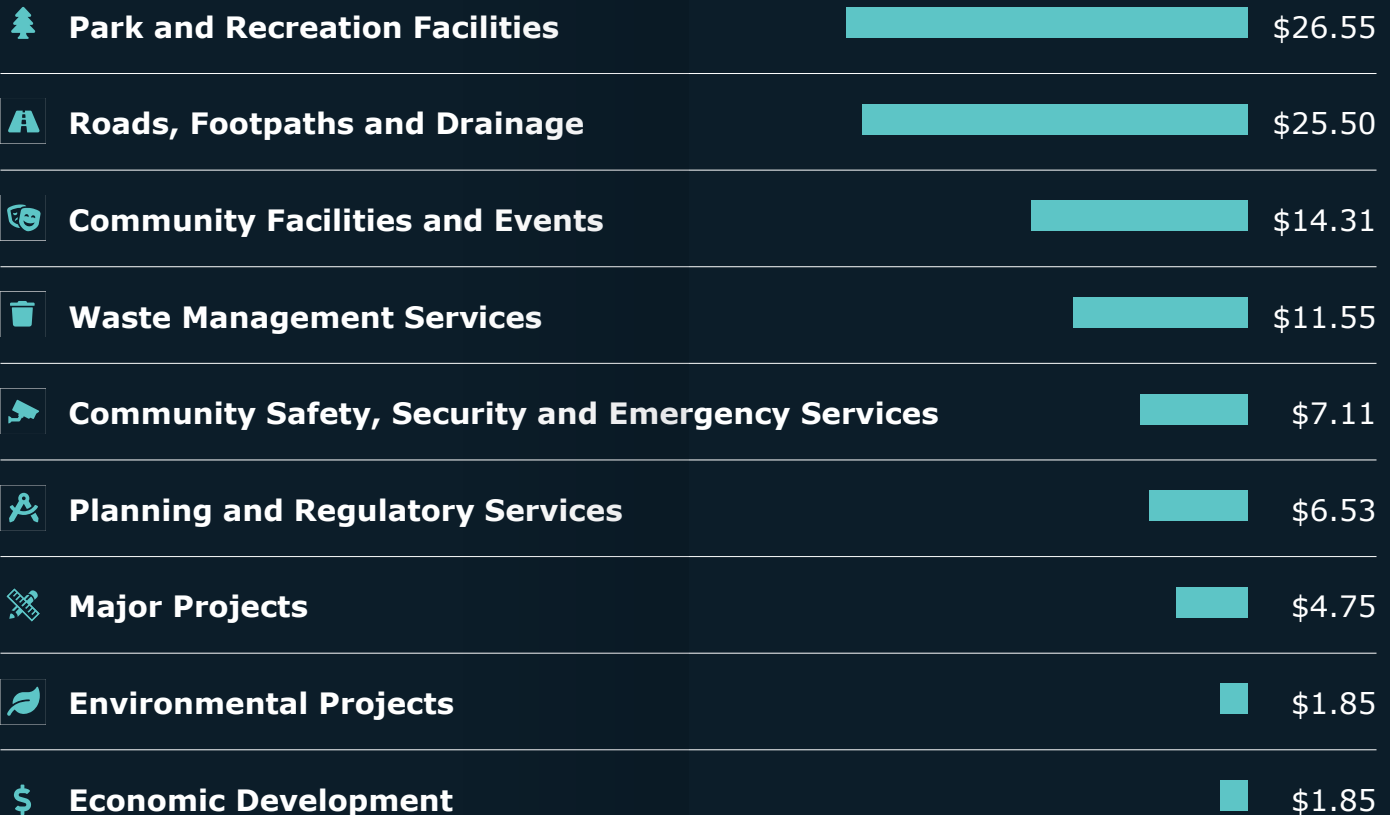 Park and Recreation Facilities $26.55
Roads, Footpaths and Drainage $25.50
Community Facilities and Events $14.31
Waste Management Services $11.55
Community Safety, Security and Emergency Services $7.11
Planning and Regulatory Services $6.53
Major Projects $4.75
Environmental Projects $1.85
Economic Development $1.85